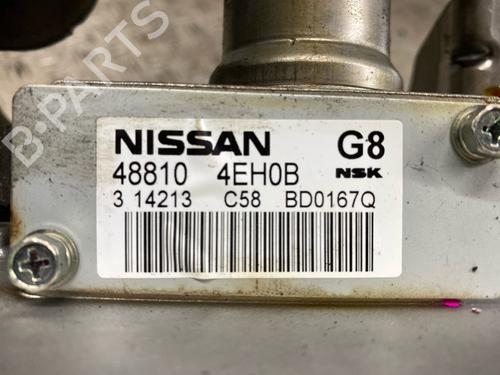 B-PARTS
NISSAN G8
48810 4EH0B NSK
3 14213 C58 BD0167Q